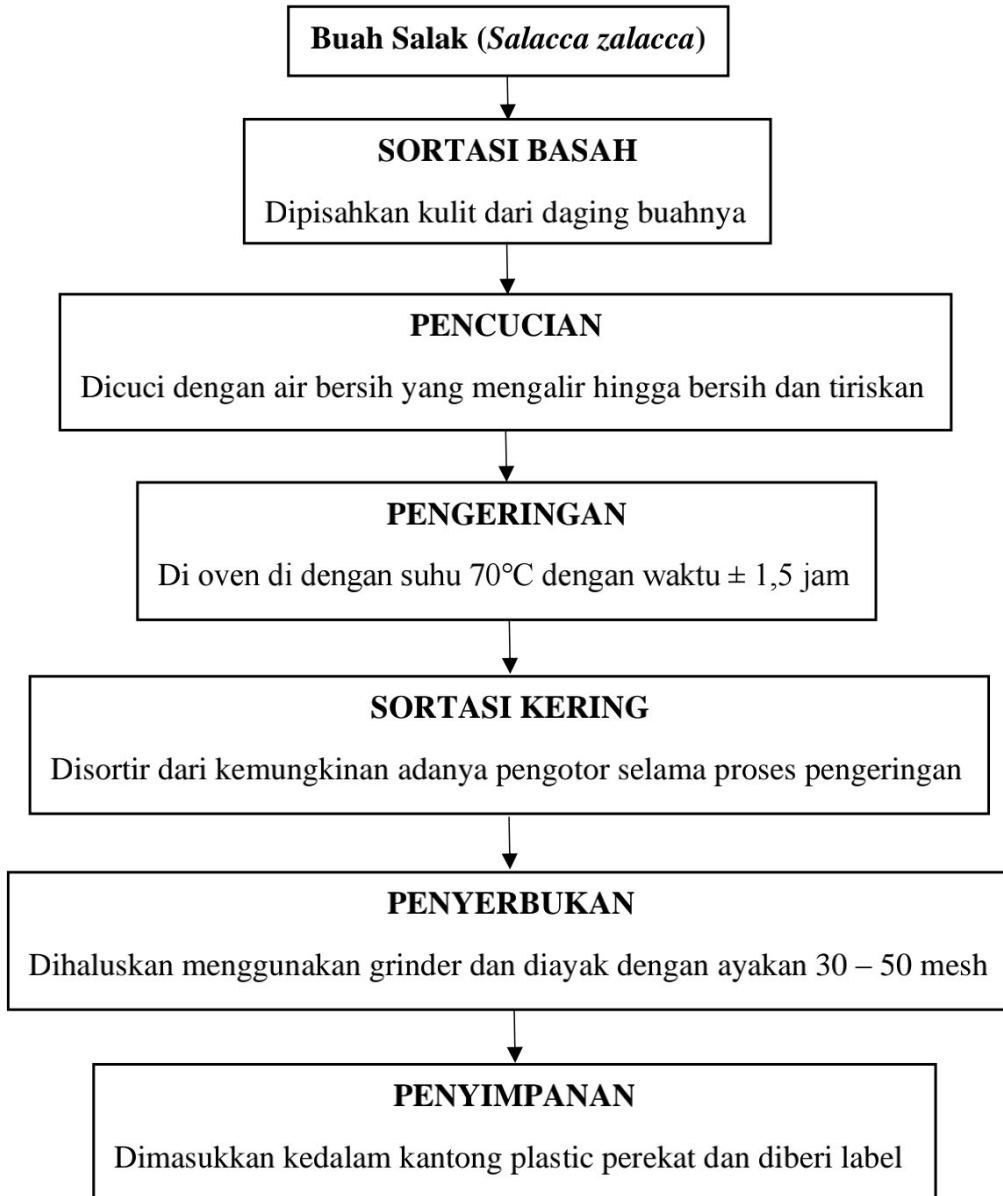 Buah Salak (Salacca zalacca)
SORTASI BASAH
Dipisahkan kulit dari daging buahnya
PENCUCIAN
Dicuci dengan air bersih yang mengalir hingga bersih dan tiriskan
PENGERINGAN
Di oven di dengan suhu 70°C dengan waktu ± 1,5 jam
SORTASI KERING
Disortir dari kemungkinan adanya pengotor selama proses pengeringan
PENYERBUKAN
Dihaluskan menggunakan grinder dan diayak dengan ayakan 30 – 50 mesh
PENYIMPANAN
Dimasukkan kedalam kantong plastic perekat dan diberi label